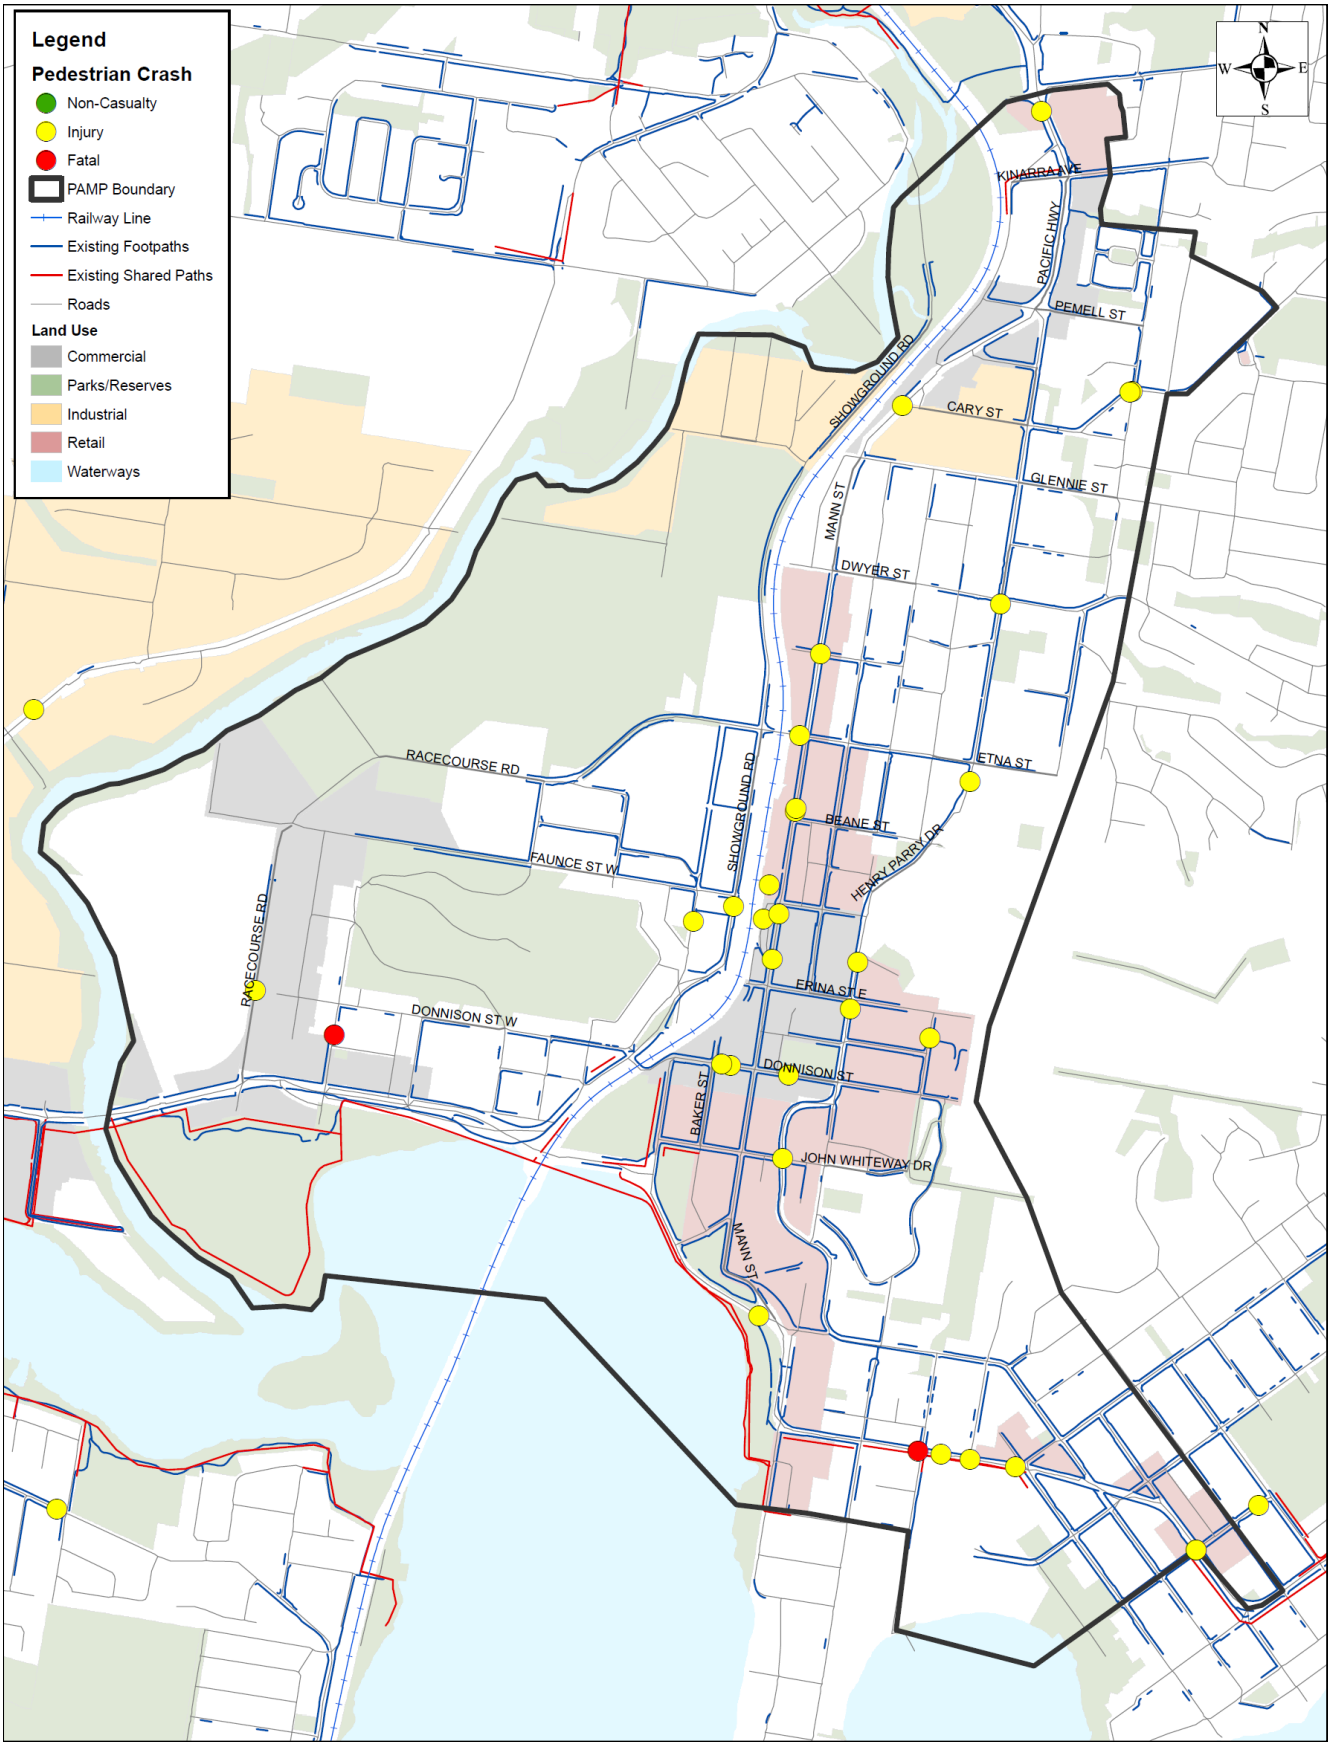 Legend
Pedestrian Crash
Non-Casualty
Injury
Fatal
PAMP Boundary
Railway Line
Existing Footpaths
Existing Shared Paths
Roads
Land Use
Commercial
Parks/Reserves
Industrial
Retail
Waterways
N
W E
S
KINARRA AVE
PACIFIC HWY
PEMELL ST
SHOWGROUND RD
CARY ST
GLENNIE ST
MANN ST
DWYER ST
RACECOURSE RD
SHOWGROUND RD
ETNA ST
BEANE ST
HENRY PARRY DR
FAUNCE ST W
RACECOURSE RD
ERINA ST E
DONNISON ST W
DONNISON ST
BAKER ST
JOHN WHITEWAY DR
MANN ST